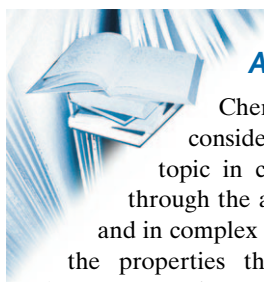 A
Cher
conside
topic in c
through the a
and in complex
the properties th